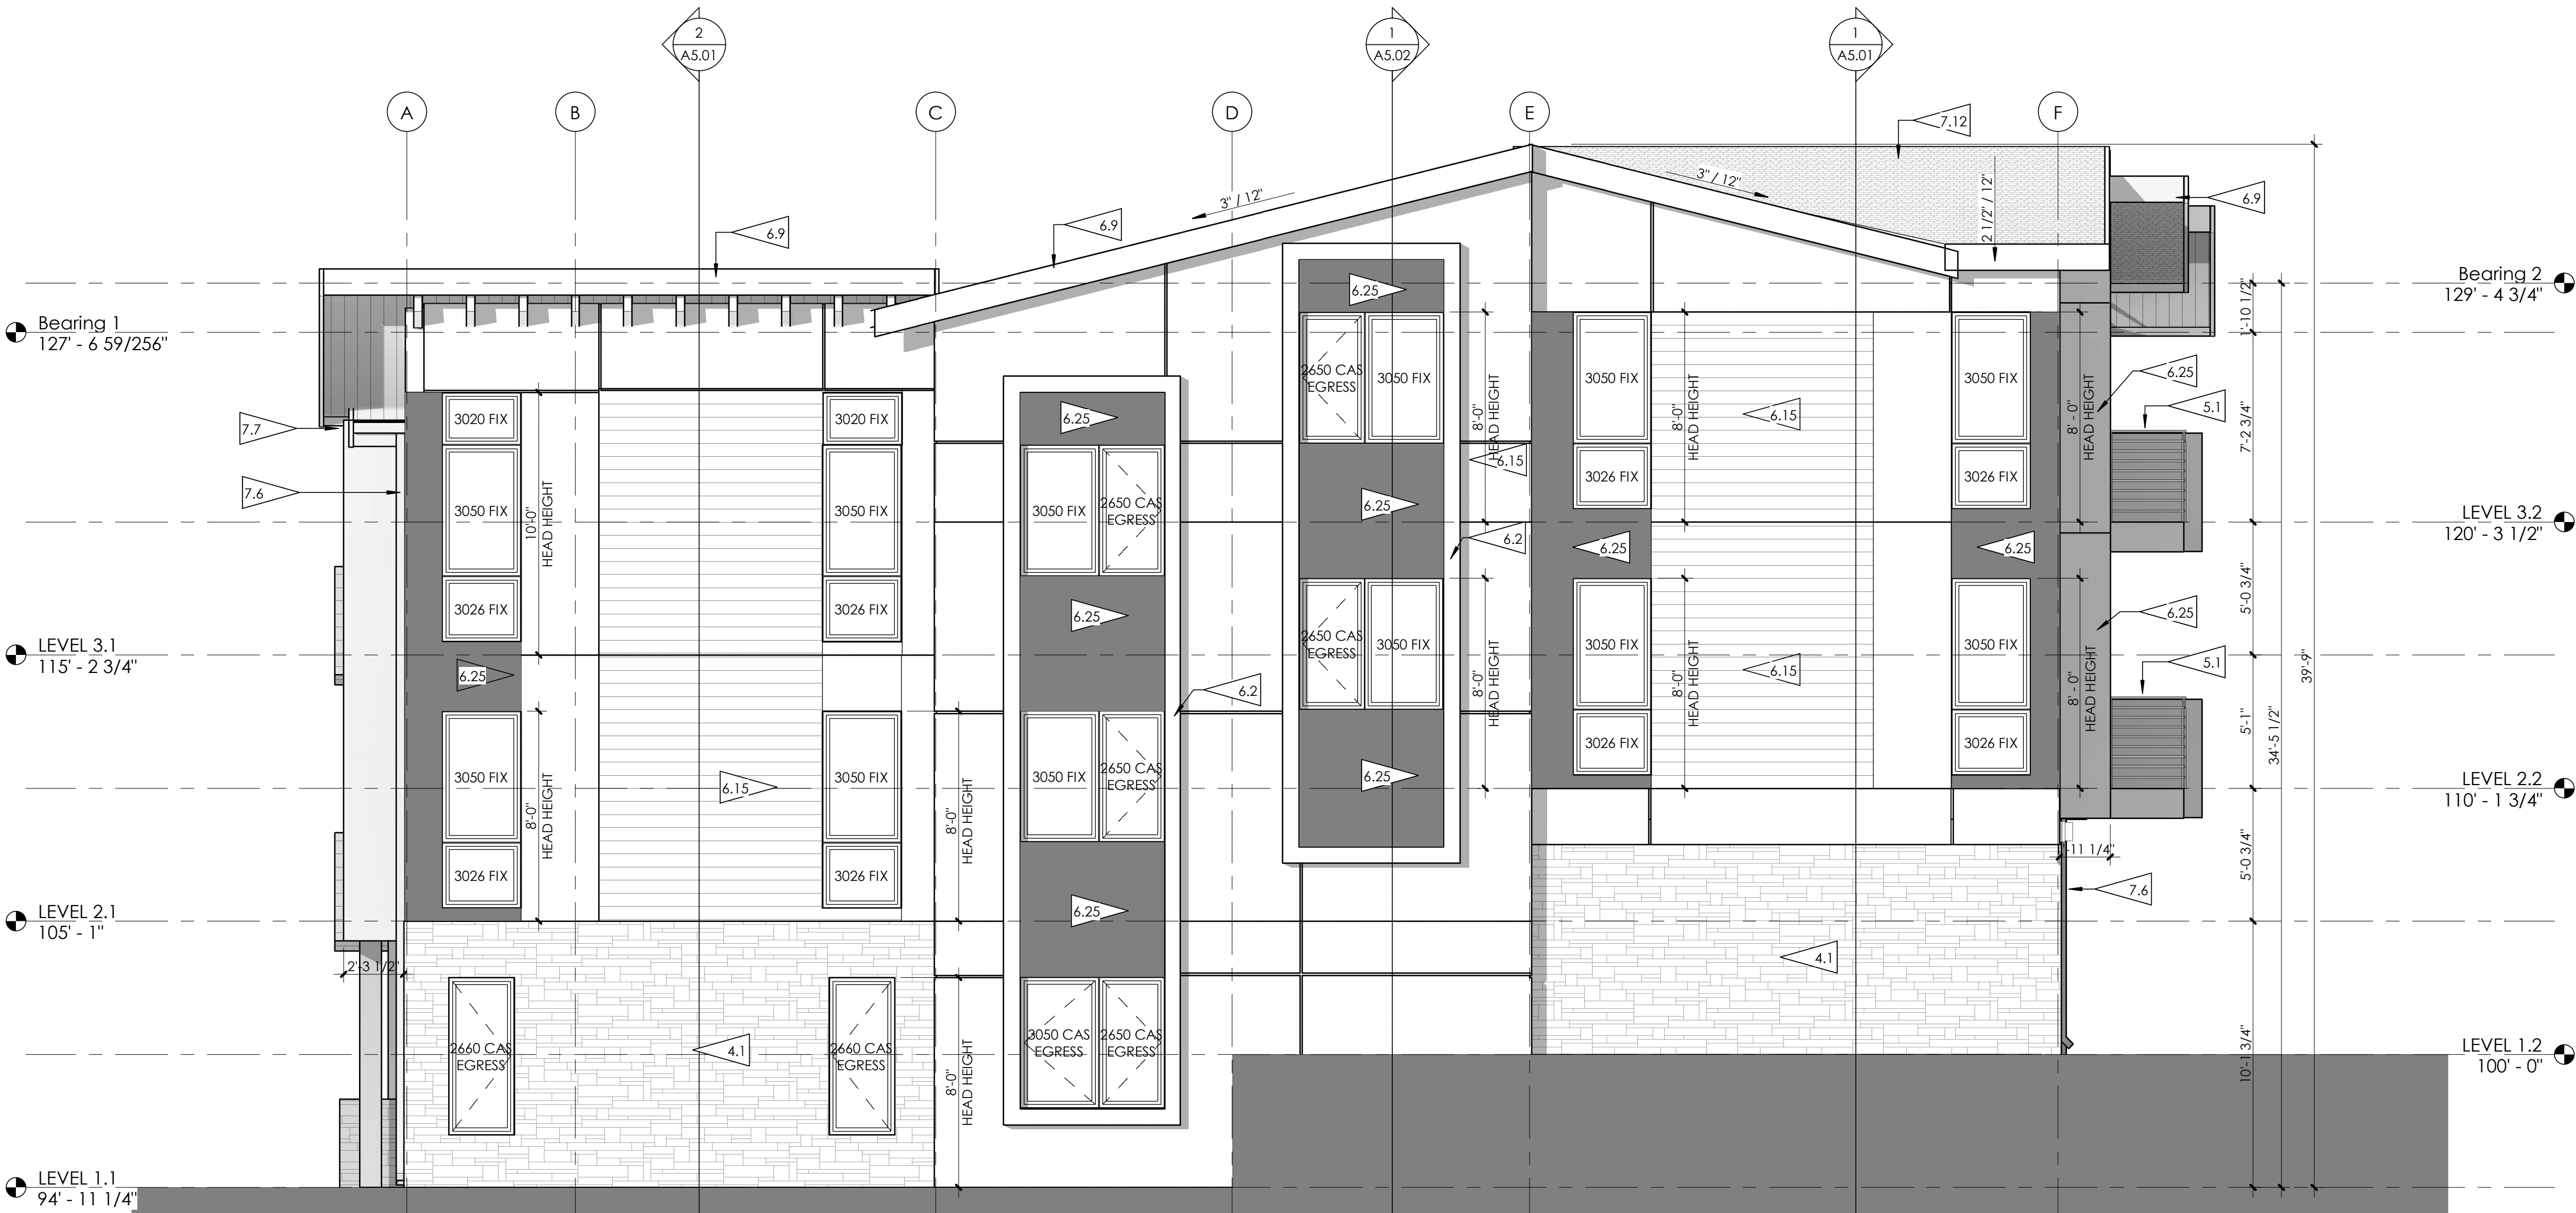 2
A5.01
1
A5.02
1
A5.01
A
B
C
D
E
F
7.12
3" / 12"
3" / 12"
2 1/2" / 12"
6.9
6.9
6.9
Bearing 1
127' - 6 59/256"
Bearing 2
129' - 4 3/4"
1'-10 1/2"
6.25
2650 CAS
EGRESS
3050 FIX
3050 FIX
3050 FIX
8'-0"
HEAD HEIGHT
8'-0"
HEAD HEIGHT
8' - 0"
HEAD HEIGHT
6.25
5.1
7.7
3020 FIX
3020 FIX
6.25
6.15
7'-2 3/4"
7.6
10'-0"
HEAD HEIGHT
3050 FIX
3050 FIX
3050 FIX
2650 CAS
EGRESS
6.15
3026 FIX
3026 FIX
6.25
LEVEL 3.2
120' - 3 1/2"
6.2
6.25
6.25
3026 FIX
3026 FIX
6.25
5'-0 3/4"
6.25
LEVEL 3.1
115' - 2 3/4"
6.25
2650 CAS
EGRESS
3050 FIX
3050 FIX
6.15
3050 FIX
8'-0"
HEAD HEIGHT
8'-0"
HEAD HEIGHT
8' - 0"
HEAD HEIGHT
5.1
39'-9"
6.2
3026 FIX
3026 FIX
5'-1"
34'-5 1/2"
3050 FIX
8'-0"
HEAD HEIGHT
6.15
3050 FIX
8'-0"
HEAD HEIGHT
3050 FIX
2650 CAS
EGRESS
6.25
LEVEL 2.2
110' - 1 3/4"
3026 FIX
3026 FIX
11 1/4"
5'-0 3/4"
7.6
6.25
LEVEL 2.1
105' - 1"
2'-3 1/2"
4.1
2660 CAS
EGRESS
4.1
2660 CAS
EGRESS
8'-0"
HEAD HEIGHT
3050 CAS
EGRESS
2650 CAS
EGRESS
10'-1 3/4"
LEVEL 1.2
100' - 0"
LEVEL 1.1
94' - 11 1/4"